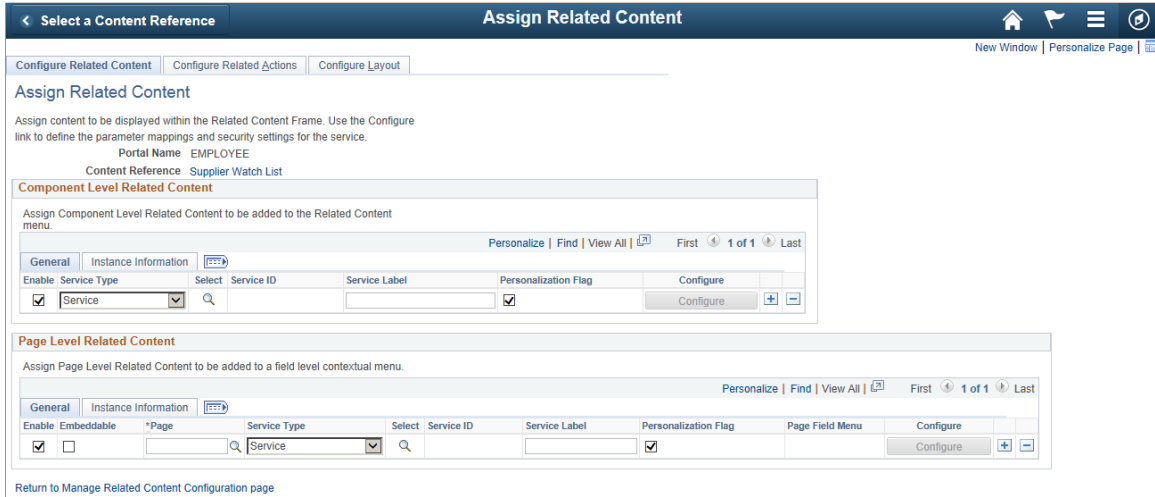 Select a Content Reference
Assign Related Content
New Window | Personalize Page |
Configure Related Content
Configure Related Actions
Configure Layout
Assign Related Content
Assign content to be displayed within the Related Content Frame. Use the Configure
link to define the parameter mappings and security settings for the service.
Portal Name EMPLOYEE
Content Reference Supplier Watch List
Component Level Related Content
Assign Component Level Related Content to be added to the Related Content
menu.
Personalize | Find | View All | First 1 of 1 Last
General Instance Information
Enable Service Type Select Service ID Service Label Personalization Flag Configure
Service Configure
Page Level Related Content
Assign Page Level Related Content to be added to a field level contextual menu.
Personalize | Find | View All | First 1 of 1 Last
General Instance Information
Enable Embeddable *Page Service Type Select Service ID Service Label Personalization Flag Page Field Menu Configure
Service Configure
Return to Manage Related Content Configuration page